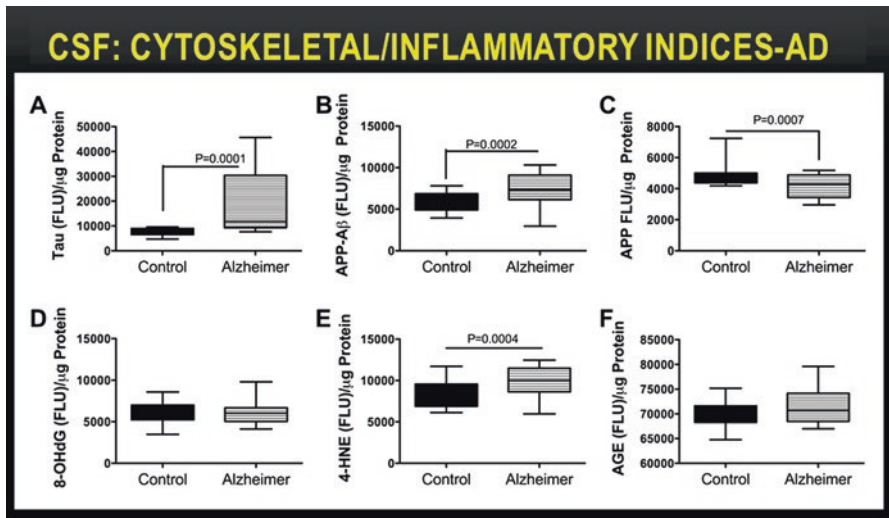 CSF: CYTOSKELETAL/INFLAMMATORY INDICES-AD
A
Tau (FLU)/µg Protein
50000
40000
30000
20000
10000
0
P=0.0001
Control
Alzheimer
B
APP-Aβ (FLU)/µg Protein
15000
10000
5000
0
P=0.0002
Control
Alzheimer
C
APP FLU/µg Protein
8000
6000
4000
2000
0
P=0.0007
Control
Alzheimer
D
8-OHdG (FLU)/µg Protein
15000
10000
5000
0
Control
Alzheimer
E
4-HNE (FLU)/µg Protein
15000
10000
5000
0
P=0.0004
Control
Alzheimer
F
AGE (FLU)/µg Protein
85000
80000
75000
70000
65000
60000
Control
Alzheimer